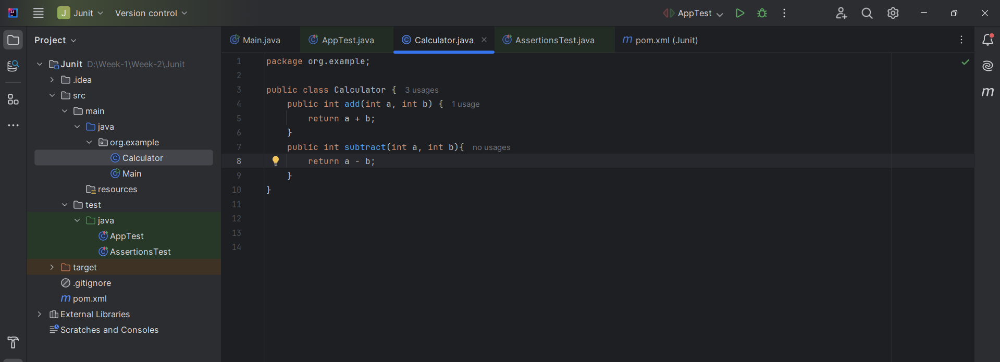 J Junit Version control AppTest
Project
Main.java AppTest.java Calculator.java AssertionsTest.java m pom.xml (Junit)
Junit D:\Week-1\Week-2\Junit
.idea
src
main
java
org.example
Calculator
Main
resources
test
java
AppTest
AssertionsTest
target
.gitignore
m pom.xml
External Libraries
Scratches and Consoles
1 package org.example;
2
3 public class Calculator { 3 usages
4 public int add(int a, int b) { 1 usage
5 return a + b;
6 }
7 public int subtract(int a, int b){ no usages
8 return a - b;
9 }
10 }
11
12
13
14
m